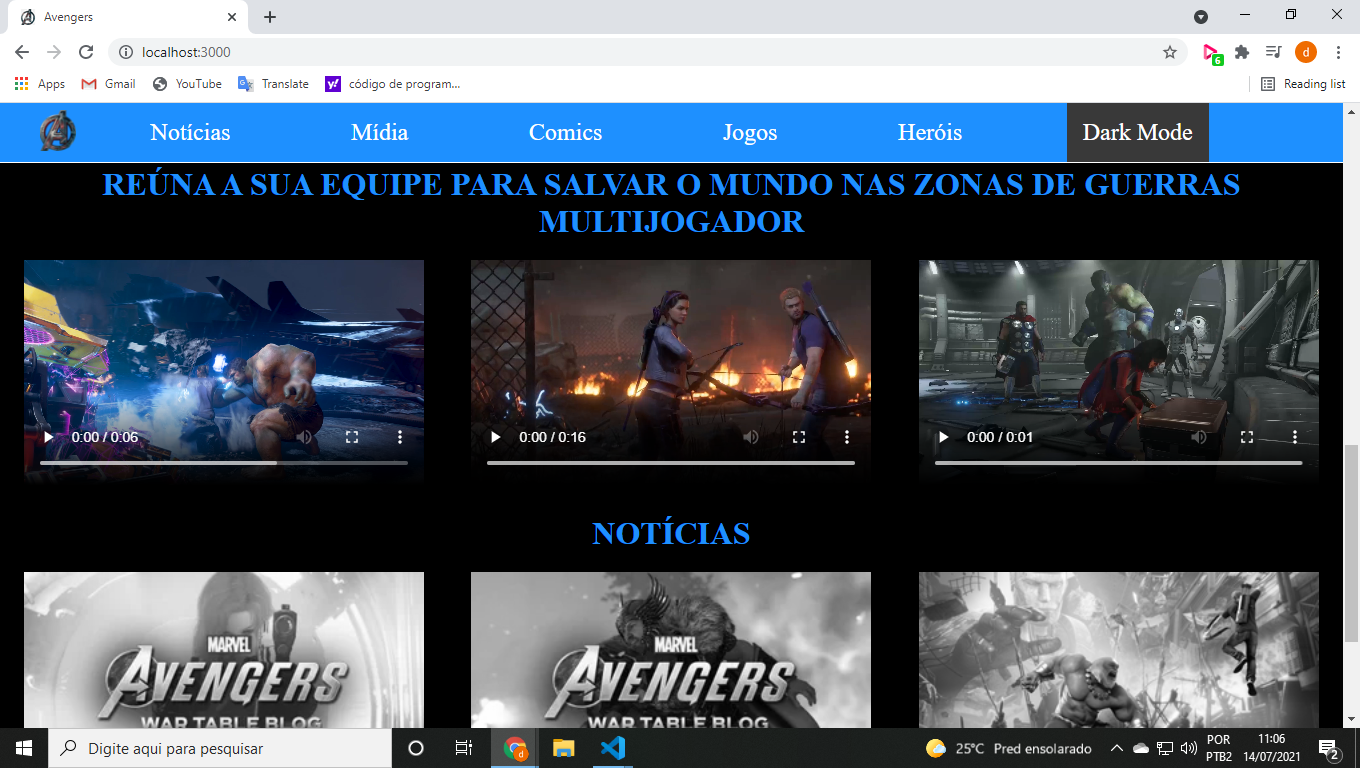 Avengers
localhost:3000
d
6
Apps
Gmail
YouTube
Translate
y!
código de program...
Reading list
Notícias
Mídia
Comics
Jogos
Heróis
Dark Mode
REÚNA A SUA EQUIPE PARA SALVAR O MUNDO NAS ZONAS DE GUERRAS
MULTIJOGADOR
0:00 / 0:06
0:00 / 0:16
0:00 / 0:01
NOTÍCIAS
MARVEL
AVENGERS
WAR TABLE BLOG
MARVEL
AVENGERS
WAR TABLE BLOG
Digite aqui para pesquisar
d
25°C Pred ensolarado
POR
PTB2
11:06
14/07/2021
2